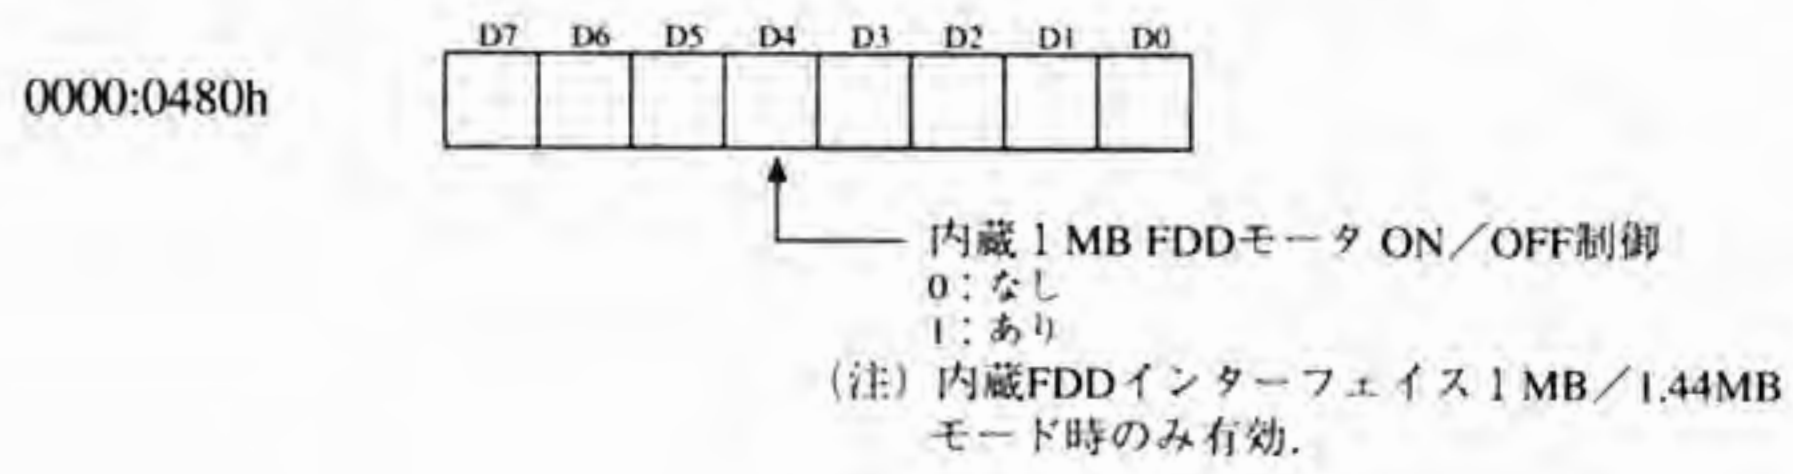 D7 D6 D5 D4 D3 D2 D1 D0
0000:0480h
内蔵1 MB FDDモータ ON／OFF制御
0：なし
1：あり
（注）内蔵FDDインターフェイス1 MB／1.44MB
モード時のみ有効.